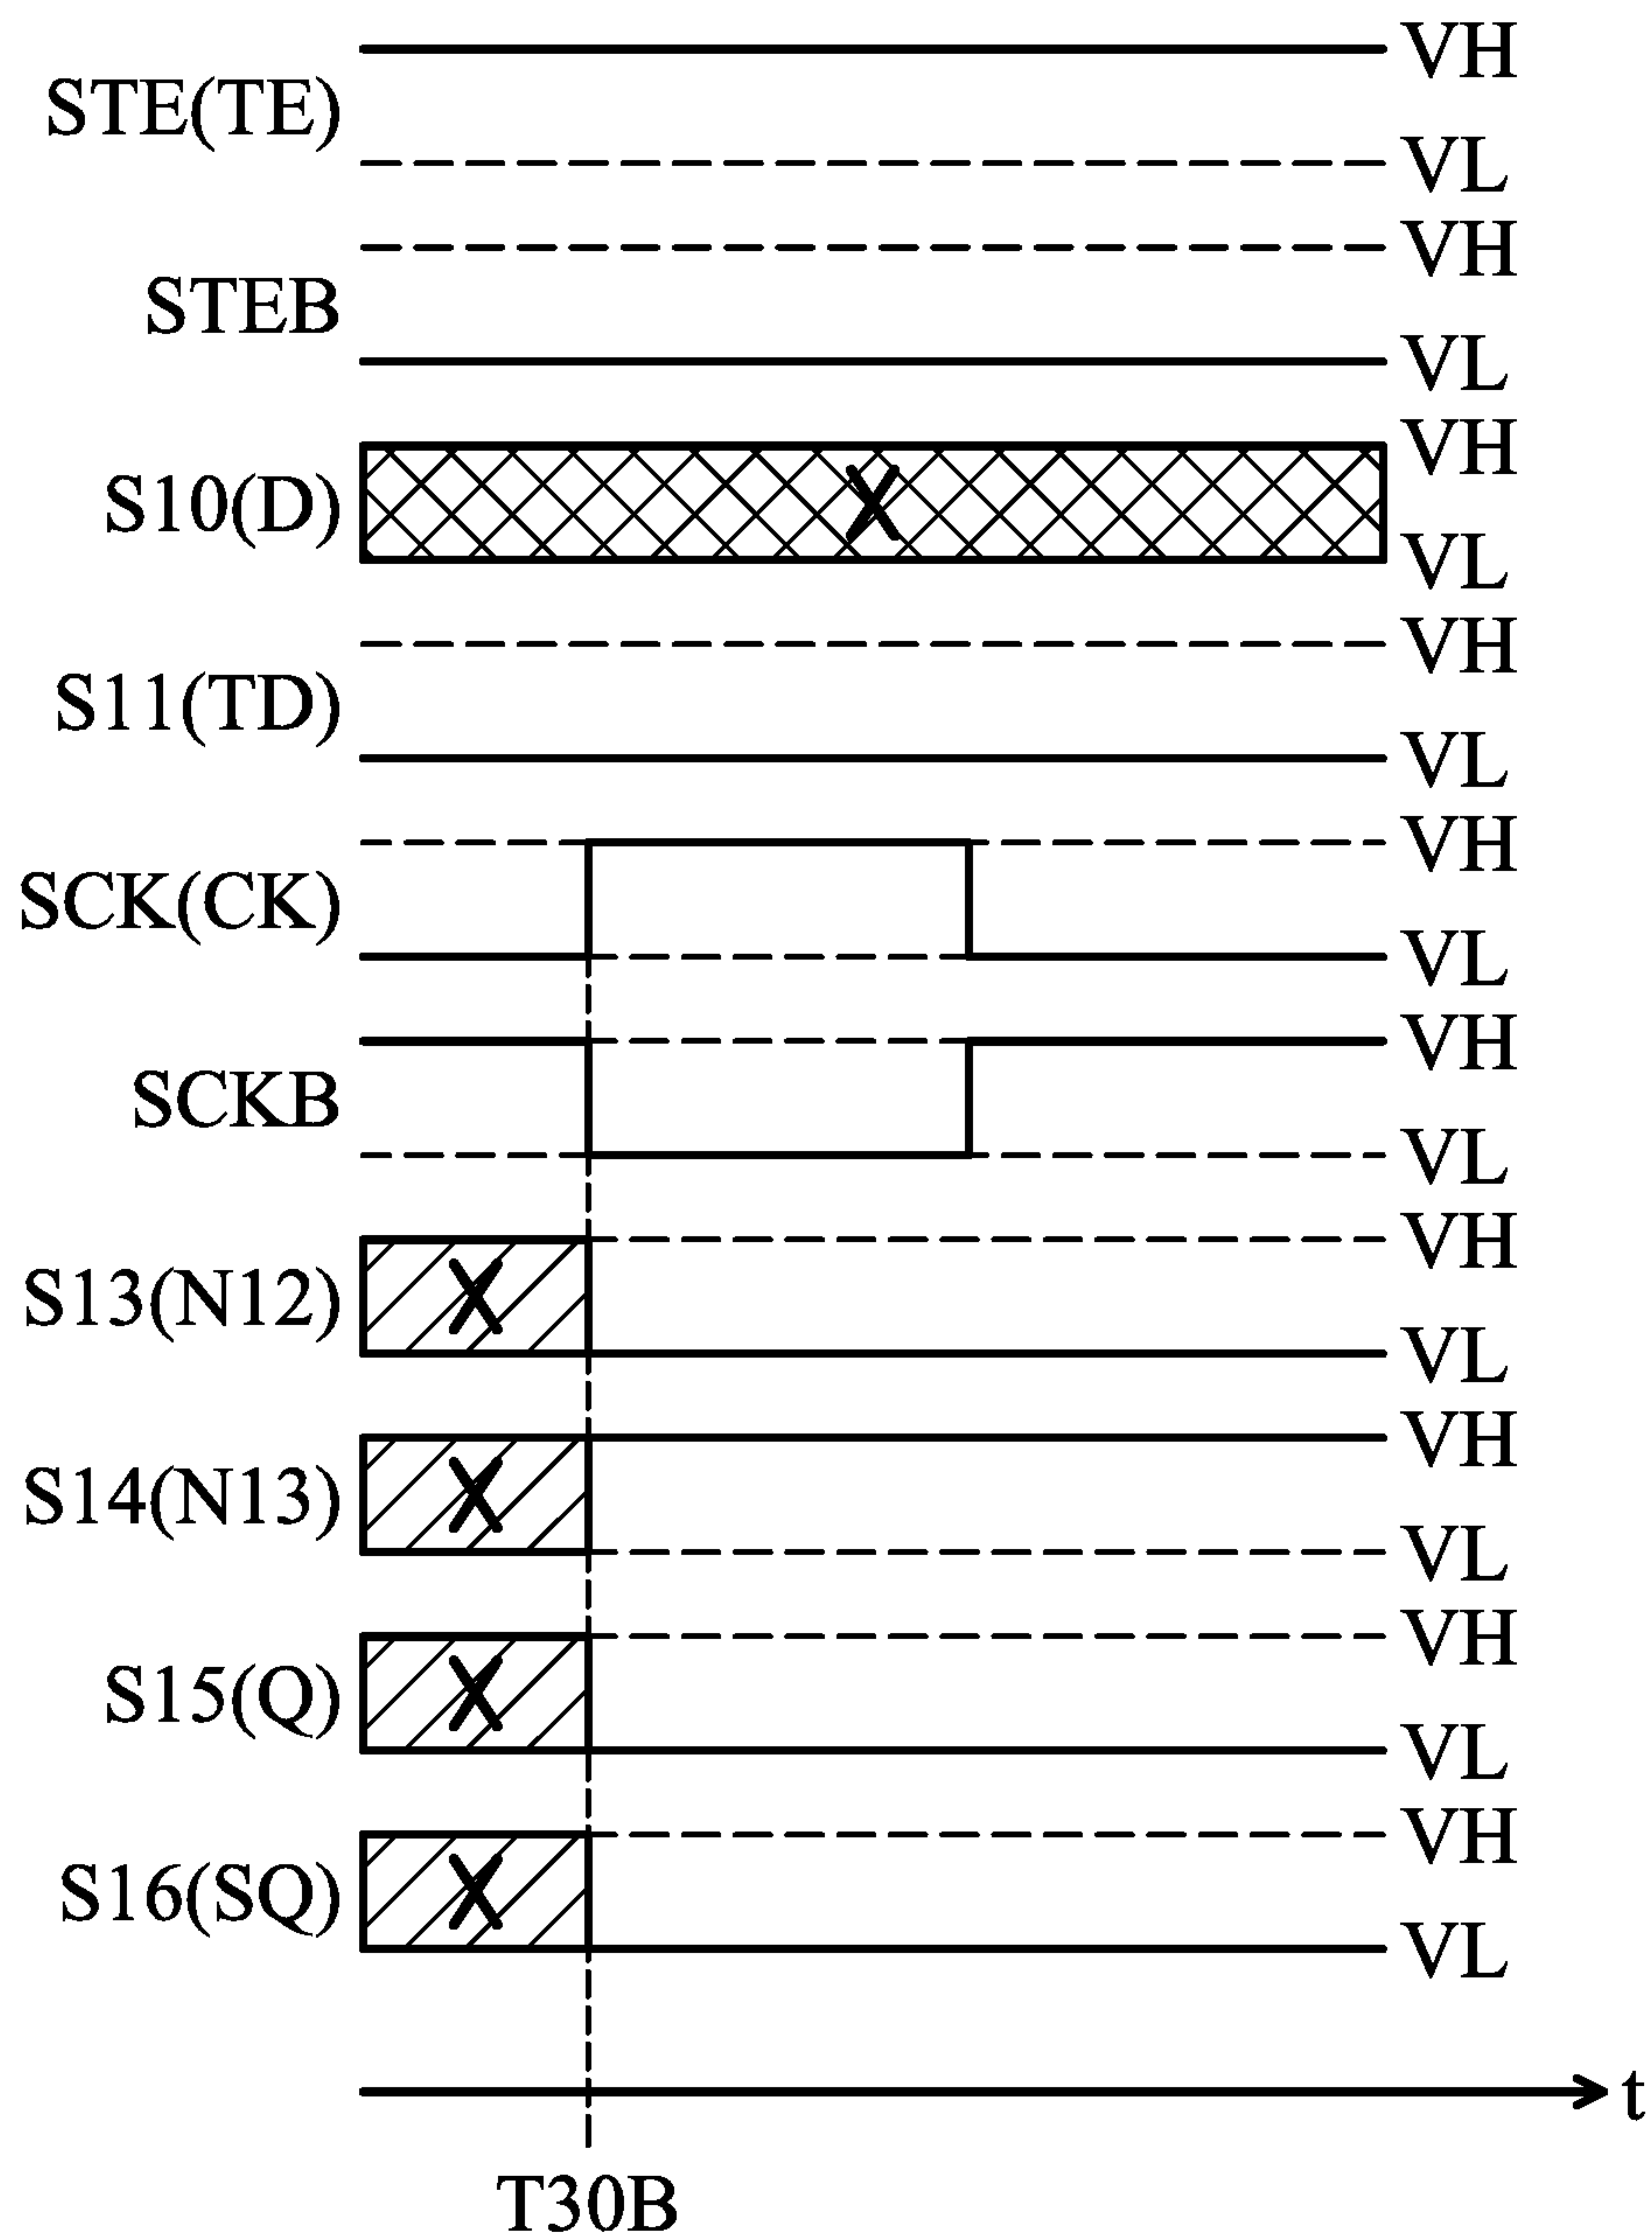 VH
STE(TE)
VL
VH
STEB
VL
VH
S10(D) X
VL
VH
S11(TD)
VL
VH
SCK(CK)
VL
VH
SCKB
VL
VH
S13(N12) X
VL
VH
S14(N13) X
VL
VH
S15(Q) X
VL
VH
S16(SQ) X
VL
t
T30B